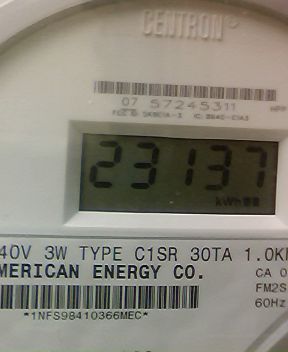 CENTRON®
07 57245311
23137
kWh
40V 3W TYPE C1SR 30TA 1.0K
MERICAN ENERGY CO.
CA 0
FM2S
60Hz
*1NFS98410366MEC*